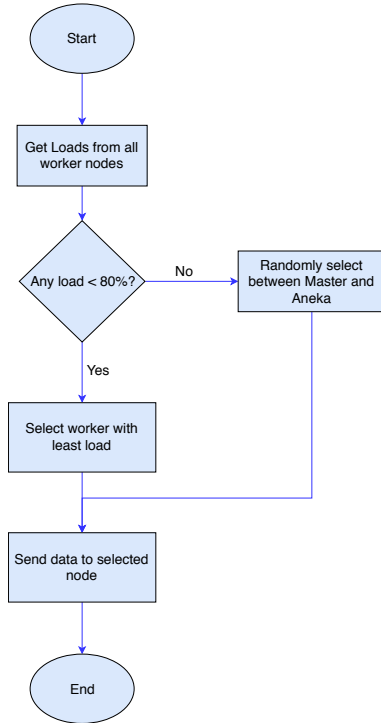 Start
Get Loads from all
worker nodes
Any load < 80%?
No
Randomly select
between Master and
Aneka
Yes
Select worker with
least load
Send data to selected
node
End